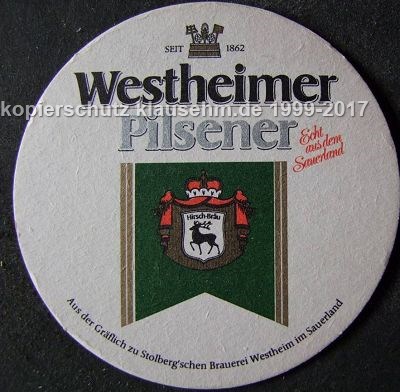 SEIT 1862
Westheimer
kopierschutz klausehm.de 1999-2017
Pilsener
Echt
aus dem
Sauerland
Hirsch-Bräu
Aus der Gräflich zu Stolberg'schen Brauerei Westheim im Sauerland